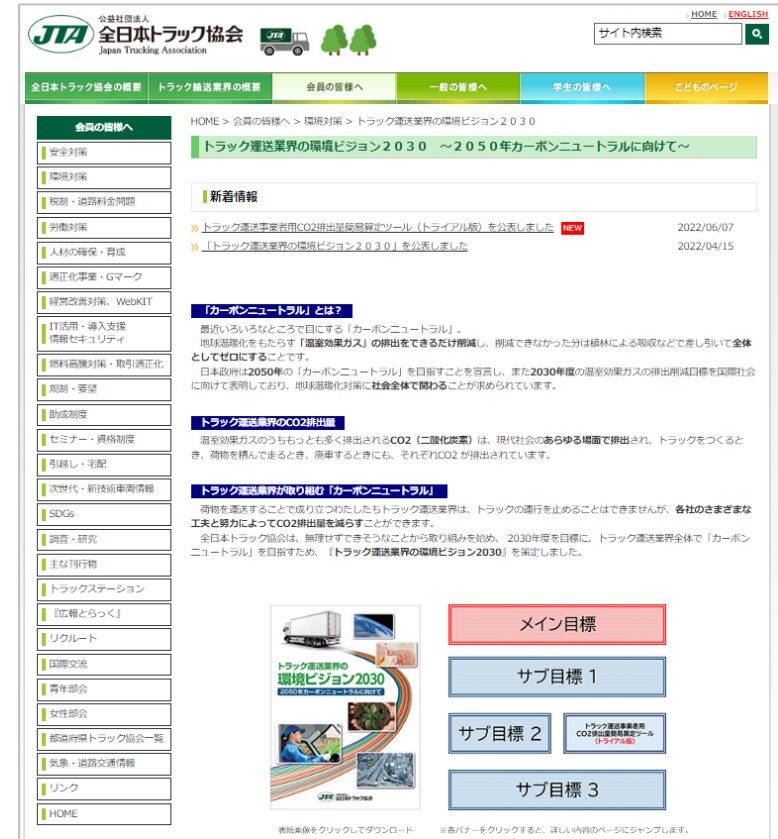 HOME
ENGLISH
公益社団法人
JTA 全日本トラック協会
Japan Trucking Association
サイト内検索
全日本トラック協会の概要
トラック輸送業界の概要
会員の皆様へ
一般の皆様へ
学生の皆様へ
こどものページ
会員の皆様へ
安全対策
環境対策
税制・道路料金問題
労働対策
人材の確保・育成
適正化事業・Gマーク
経営改善対策、WebKIT
IT活用・導入支援
情報セキュリティ
燃料高騰対策・取引適正化
規制・要望
助成制度
セミナー・資格制度
引越し・宅配
次世代・新技術車両情報
SDGs
調査・研究
主な刊行物
トラックステーション
『広報とらっく』
リクルート
国際交流
青年部会
女性部会
都道府県トラック協会一覧
気象・道路交通情報
リンク
HOME
HOME > 会員の皆様へ > 環境対策 > トラック運送業界の環境ビジョン2030
トラック運送業界の環境ビジョン2030 ～2050年カーボンニュートラルに向けて～
新着情報
トラック運送事業者用CO2排出量簡易算定ツール（トライアル版）を公表しました NEW 2022/06/07
「トラック運送業界の環境ビジョン2030」を公表しました 2022/04/15
「カーボンニュートラル」とは？
最近いろいろなところで目にする「カーボンニュートラル」。
地球温暖化をもたらす「温室効果ガス」の排出をできるだけ削減し、削減できなかった分は植林による吸収などで差し引いて全体
としてゼロにすることです。
日本政府は2050年の「カーボンニュートラル」を目指すことを宣言し、また2030年度の温室効果ガスの排出削減目標を国際社会
に向けて表明しており、地球温暖化対策に社会全体で関わることが求められています。
トラック運送業界のCO2排出量
温室効果ガスのうちもっとも多く排出されるCO2（二酸化炭素）は、現代社会のあらゆる場面で排出され、トラックをつくると
き、荷物を積んで走るとき、廃車するときにも、それぞれCO2 が排出されています。
トラック運送業界が取り組む「カーボンニュートラル」
荷物を運送することで成り立つわたしたちトラック運送業界は、トラックの運行を止めることはできませんが、各社のさまざまな
工夫と努力によってCO2排出量を減らすことができます。
全日本トラック協会は、無理せずできそうなことから取り組みを始め、 2030年度を目標に、トラック運送業界全体で「カーボン
ニュートラル」を目指すため、『トラック運送業界の環境ビジョン2030』を策定しました。
トラック運送業界の
環境ビジョン2030
2050年カーボンニュートラルに向けて
JTA 全日本トラック協会
表紙画像をクリックしてダウンロード
メイン目標
サブ目標 1
サブ目標 2
トラック運送事業者用
CO2排出量簡易算定ツール
(トライアル版)
サブ目標 3
※各バナーをクリックすると、詳しい内容のページにジャンプします。